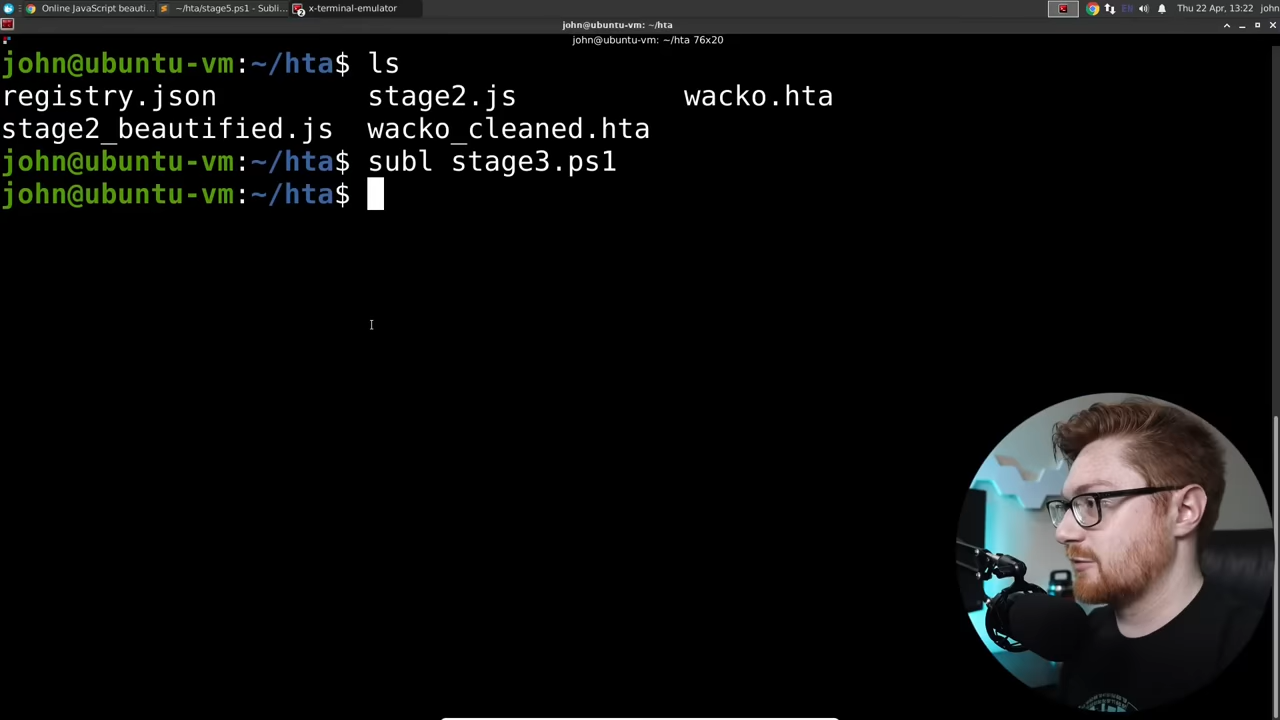 Online JavaScript beauti... ~/hta/stage5.ps1 - Subli... x-terminal-emulator EN Thu 22 Apr, 13:22 john
john@ubuntu-vm: ~/hta
john@ubuntu-vm: ~/hta 76x20
john@ubuntu-vm:~/hta$ ls
registry.json stage2.js wacko.hta
stage2_beautified.js wacko_cleaned.hta
john@ubuntu-vm:~/hta$ subl stage3.ps1
john@ubuntu-vm:~/hta$